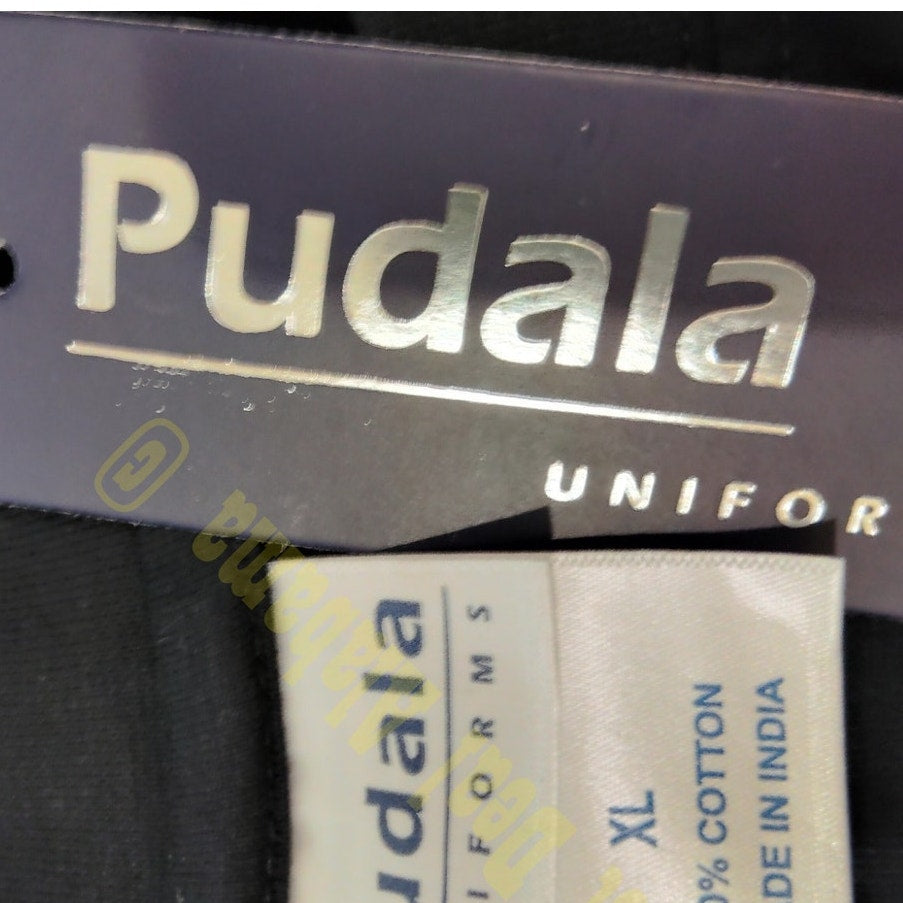 Pudala
UNIFOR
udala
IFORMS
XL
0% COTTON
DE IN INDIA